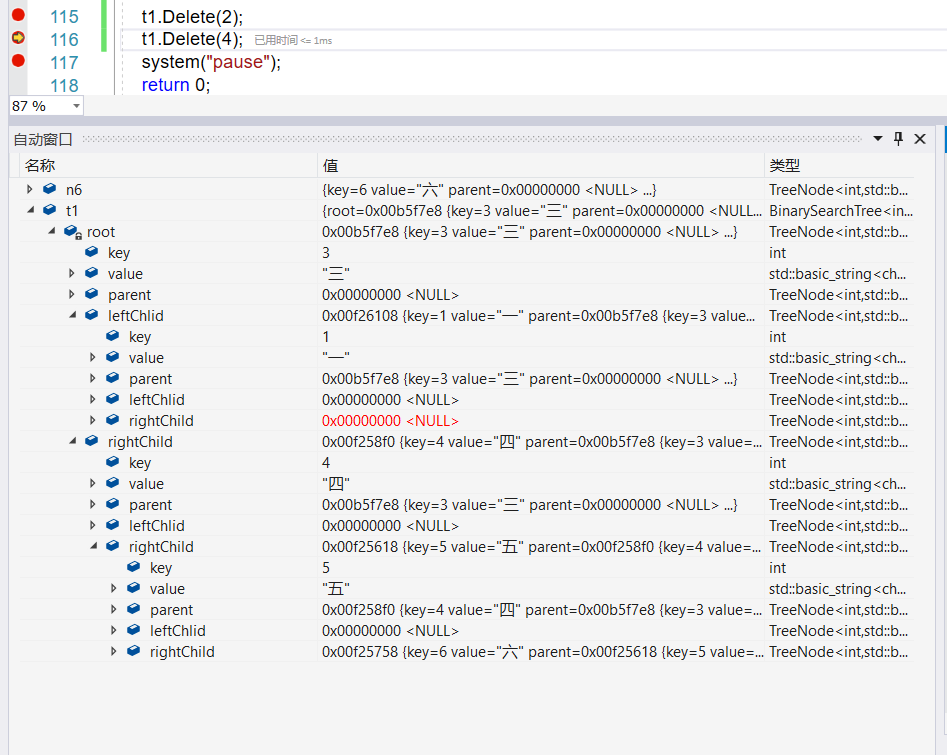 115 t1.Delete(2);
116 t1.Delete(4); 已用时间 <= 1ms
117 system("pause");
118 return 0;
87 %
自动窗口
名称 值 类型
n6 {key=6 value="六" parent=0x00000000 <NULL> ...} TreeNode<int,std::b...
t1 {root=0x00b5f7e8 {key=3 value="三" parent=0x00000000 <NULL... BinarySearchTree<in...
root 0x00b5f7e8 {key=3 value="三" parent=0x00000000 <NULL> ...} TreeNode<int,std::b...
key 3 int
value "三" std::basic_string<ch...
parent 0x00000000 <NULL> TreeNode<int,std::b...
leftChlid 0x00f26108 {key=1 value="一" parent=0x00b5f7e8 {key=3 value... TreeNode<int,std::b...
key 1 int
value "一" std::basic_string<ch...
parent 0x00b5f7e8 {key=3 value="三" parent=0x00000000 <NULL> ...} TreeNode<int,std::b...
leftChlid 0x00000000 <NULL> TreeNode<int,std::b...
rightChild 0x00000000 <NULL> TreeNode<int,std::b...
rightChild 0x00f258f0 {key=4 value="四" parent=0x00b5f7e8 {key=3 value=... TreeNode<int,std::b...
key 4 int
value "四" std::basic_string<ch...
parent 0x00b5f7e8 {key=3 value="三" parent=0x00000000 <NULL> ...} TreeNode<int,std::b...
leftChlid 0x00000000 <NULL> TreeNode<int,std::b...
rightChild 0x00f25618 {key=5 value="五" parent=0x00f258f0 {key=4 value=... TreeNode<int,std::b...
key 5 int
value "五" std::basic_string<ch...
parent 0x00f258f0 {key=4 value="四" parent=0x00b5f7e8 {key=3 value=... TreeNode<int,std::b...
leftChlid 0x00000000 <NULL> TreeNode<int,std::b...
rightChild 0x00f25758 {key=6 value="六" parent=0x00f25618 {key=5 value=... TreeNode<int,std::b...